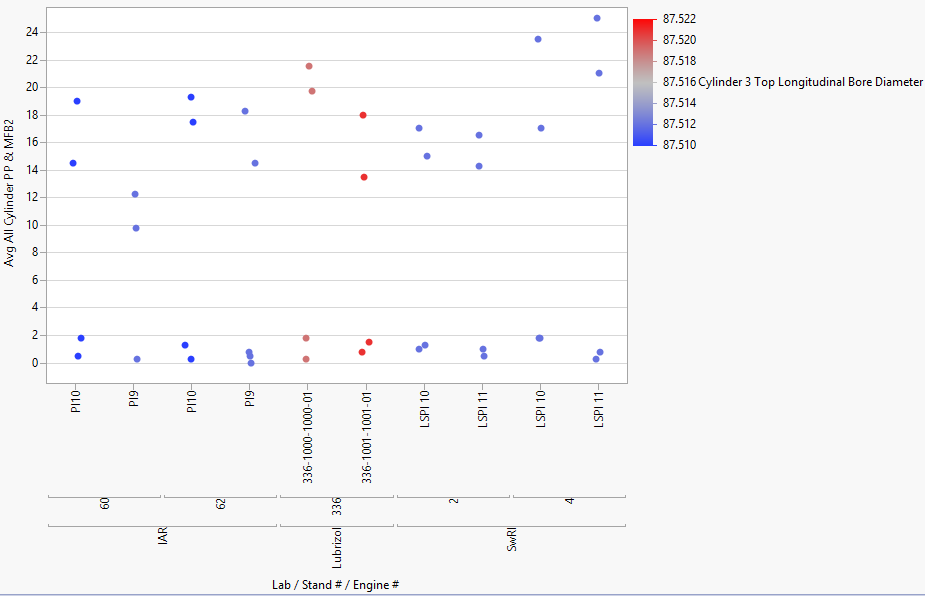 Avg All Cylinder PP & MFB2
24
22
20
18
16
14
12
10
8
6
4
2
0
87.522
87.520
87.518
87.516
87.514
87.512
87.510
Cylinder 3 Top Longitudinal Bore Diameter
PI10
PI9
PI10
PI9
336-1000-1000-01
336-1001-1001-01
LSPI 10
LSPI 11
LSPI 10
LSPI 11
60
62
336
2
4
IAR
Lubrizol
SwRI
Lab / Stand # / Engine #